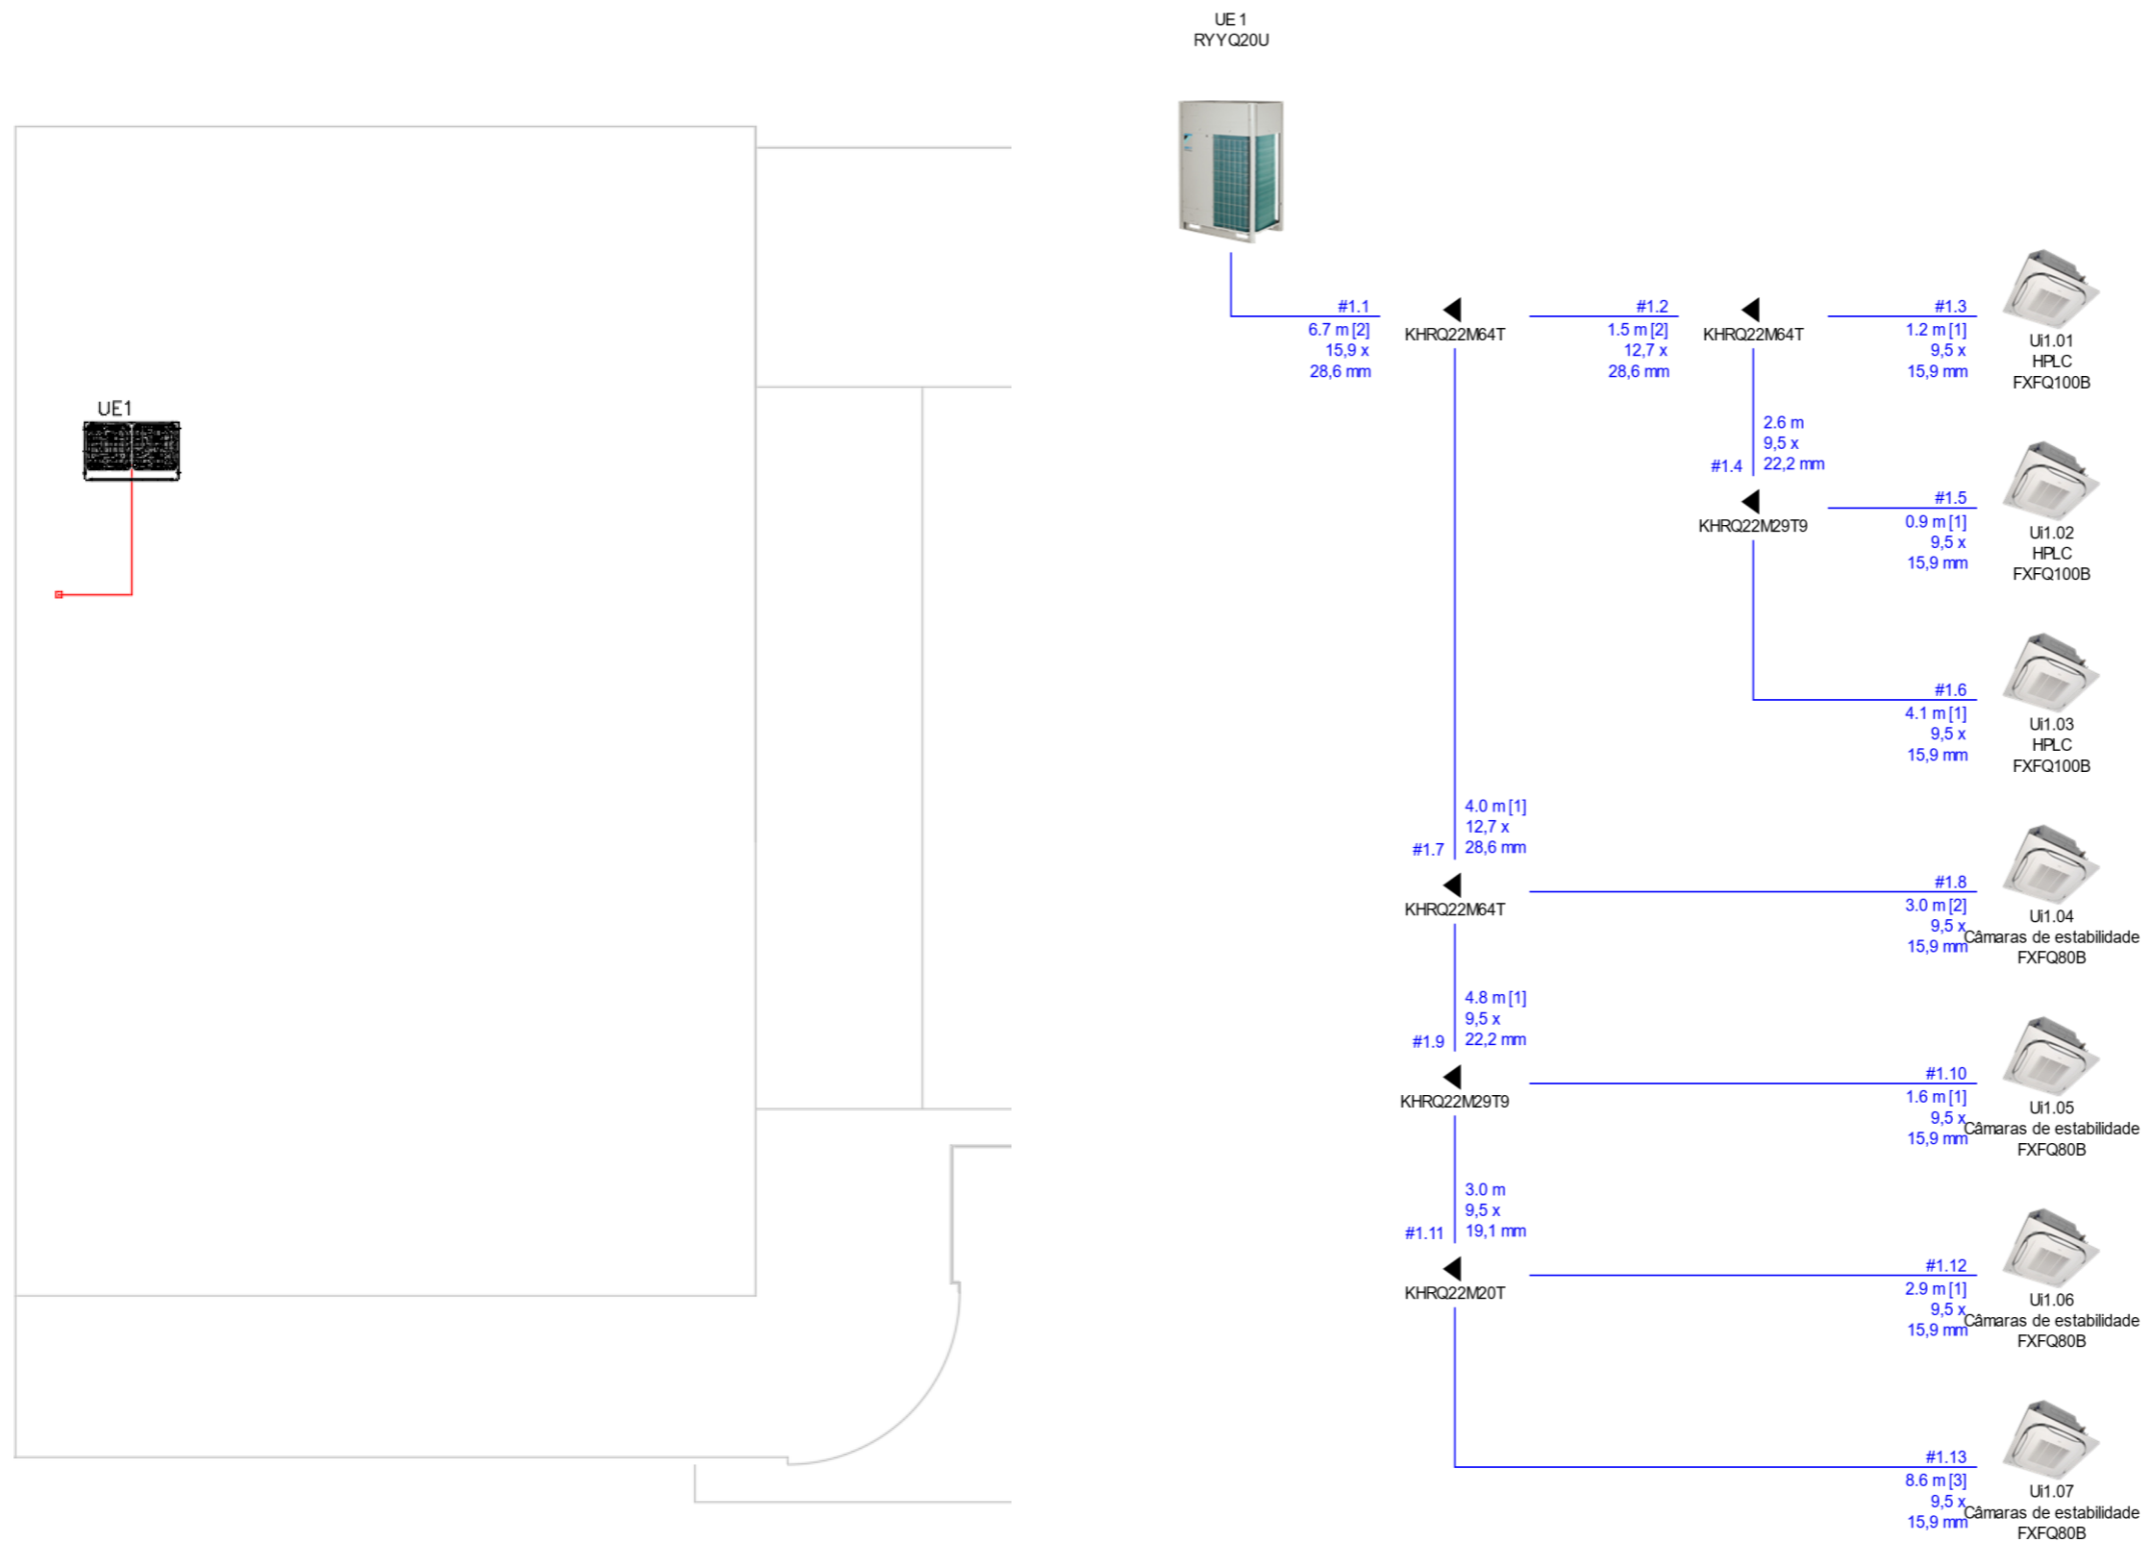 UE 1
RYYQ20U
UE1
#1.1
6.7 m [2]
15,9 x
28,6 mm
KHRQ22M64T
#1.2
1.5 m [2]
12,7 x
28,6 mm
KHRQ22M64T
#1.3
1.2 m [1]
9,5 x
15,9 mm
Ui1.01
HPLC
FXFQ100B
2.6 m
9,5 x
22,2 mm
#1.4
KHRQ22M29T9
#1.5
0.9 m [1]
9,5 x
15,9 mm
Ui1.02
HPLC
FXFQ100B
#1.6
4.1 m [1]
9,5 x
15,9 mm
Ui1.03
HPLC
FXFQ100B
4.0 m [1]
12,7 x
28,6 mm
#1.7
KHRQ22M64T
#1.8
3.0 m [2]
9,5 x
15,9 mm
Ui1.04
Câmaras de estabilidade
FXFQ80B
4.8 m [1]
9,5 x
22,2 mm
#1.9
KHRQ22M29T9
#1.10
1.6 m [1]
9,5 x
15,9 mm
Ui1.05
Câmaras de estabilidade
FXFQ80B
3.0 m
9,5 x
19,1 mm
#1.11
KHRQ22M20T
#1.12
2.9 m [1]
9,5 x
15,9 mm
Ui1.06
Câmaras de estabilidade
FXFQ80B
#1.13
8.6 m [3]
9,5 x
15,9 mm
Ui1.07
Câmaras de estabilidade
FXFQ80B